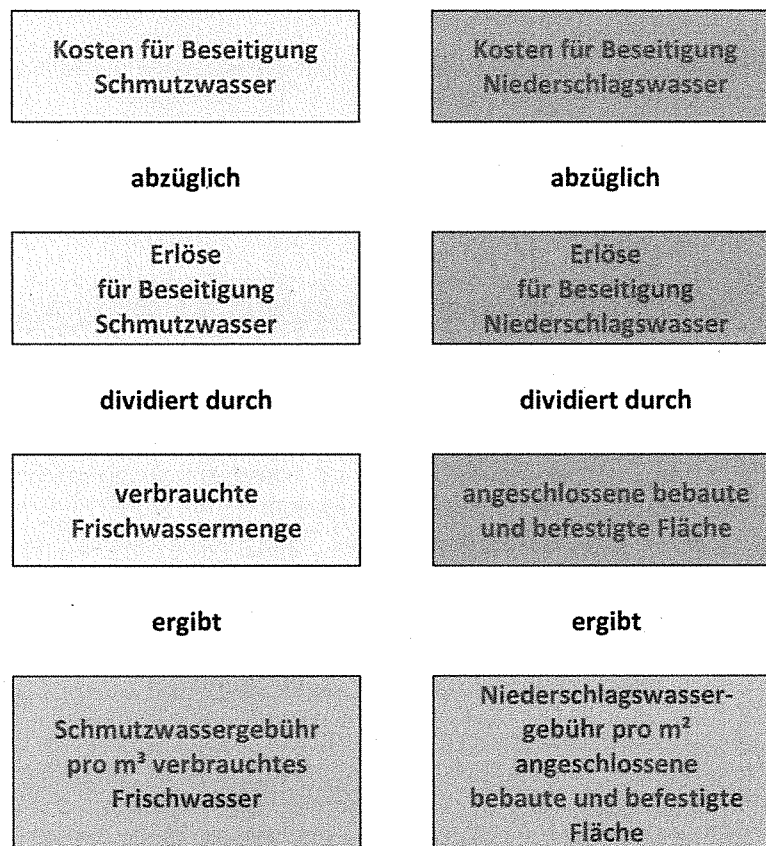 Kosten für Beseitigung
Schmutzwasser
abzüglich
Erlöse
für Beseitigung
Schmutzwasser
dividiert durch
verbrauchte
Frischwassermenge
ergibt
Schmutzwassergebühr
pro m³ verbrauchtes
Frischwasser
Kosten für Beseitigung
Niederschlagswasser
abzüglich
Erlöse
für Beseitigung
Niederschlagswasser
dividiert durch
angeschlossene bebaute
und befestigte Fläche
ergibt
Niederschlagswasser-
gebühr pro m²
angeschlossene
bebaute und befestigte
Fläche